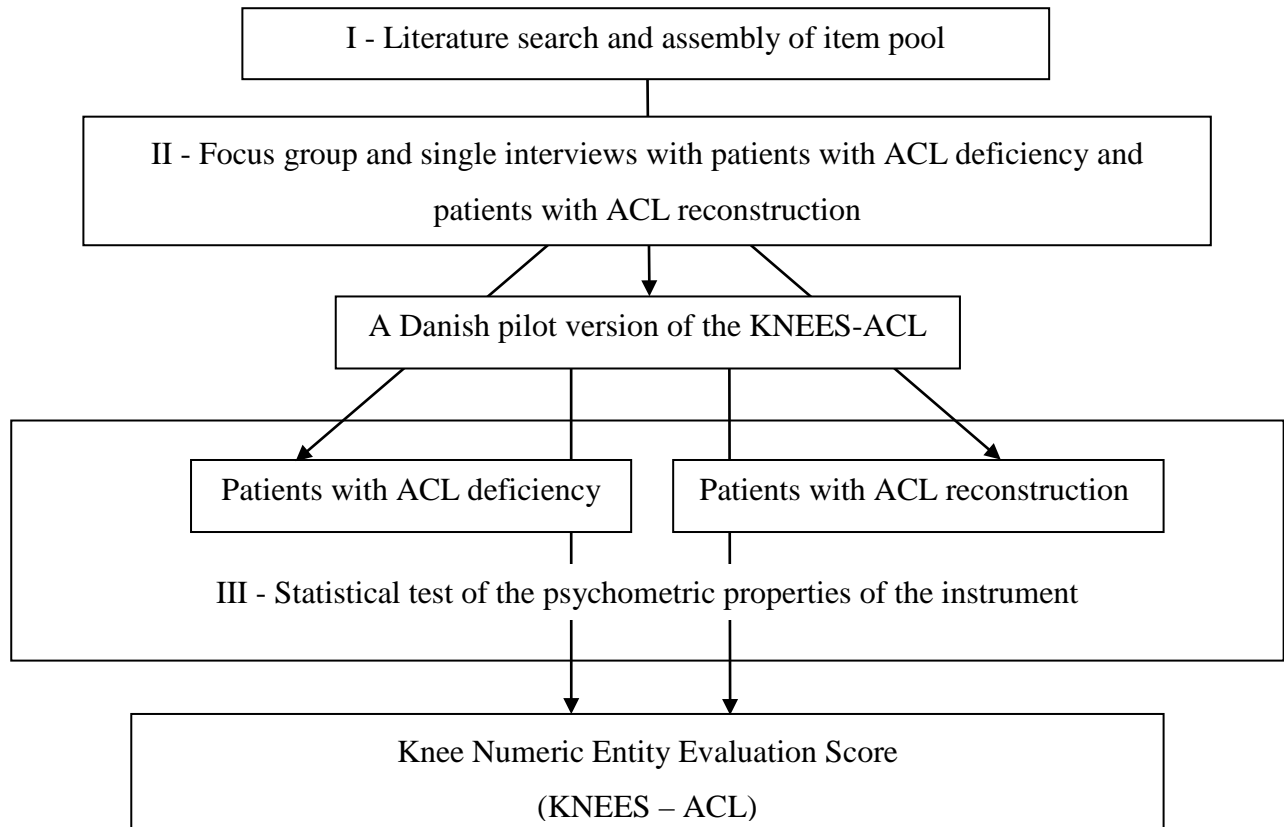 I - Literature search and assembly of item pool
II - Focus group and single interviews with patients with ACL deficiency and
patients with ACL reconstruction
A Danish pilot version of the KNEES-ACL
Patients with ACL deficiency
Patients with ACL reconstruction
III - Statistical test of the psychometric properties of the instrument
Knee Numeric Entity Evaluation Score
(KNEES – ACL)